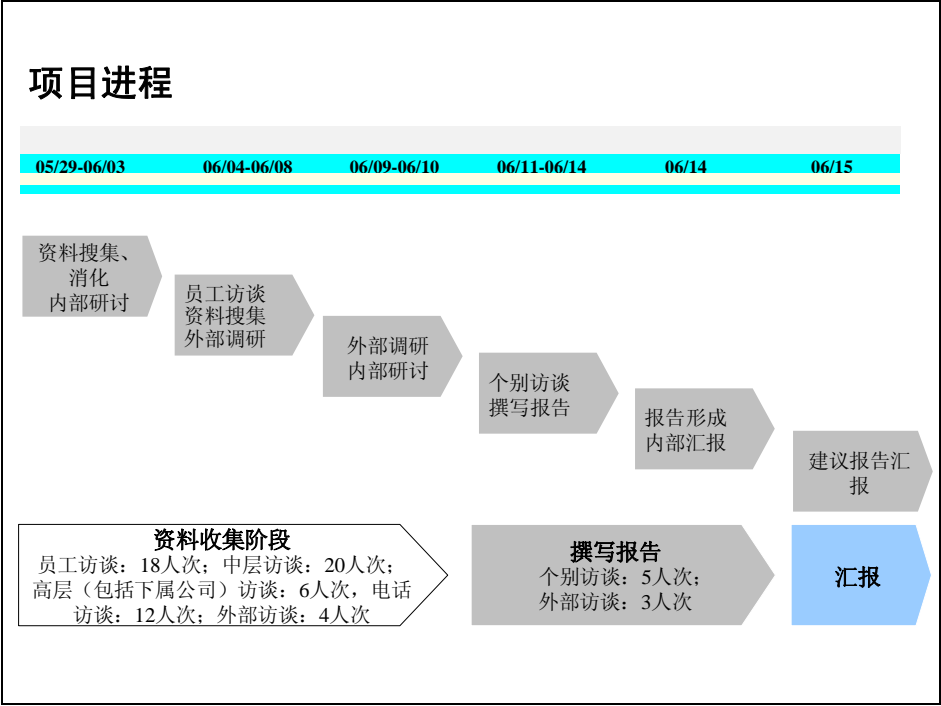 项目进程
05/29-06/03 06/04-06/08 06/09-06/10 06/11-06/14 06/14 06/15
资料搜集、
消化
内部研讨
员工访谈
资料搜集
外部调研
外部调研
内部研讨
个别访谈
撰写报告
报告形成
内部汇报
建议报告汇
报
资料收集阶段
员工访谈：18人次；中层访谈：20人次；
高层（包括下属公司）访谈：6人次，电话
访谈：12人次；外部访谈：4人次
撰写报告
个别访谈：5人次；
外部访谈：3人次
汇报